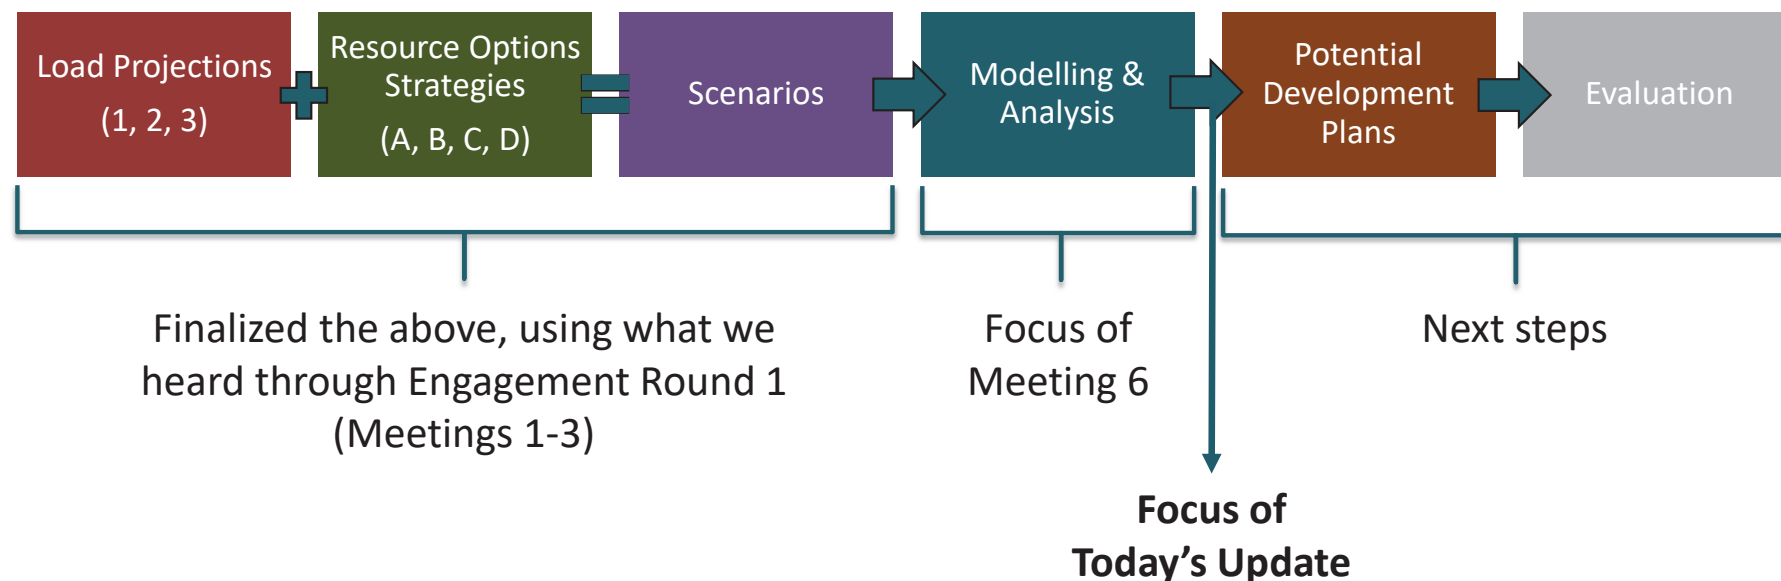 Load Projections
(1, 2, 3)
Resource Options
Strategies
(A, B, C, D)
Scenarios
Modelling &
Analysis
Potential
Development
Plans
Evaluation
Finalized the above, using what we
heard through Engagement Round 1
(Meetings 1-3)
Focus of
Meeting 6
Next steps
Focus of
Today’s Update